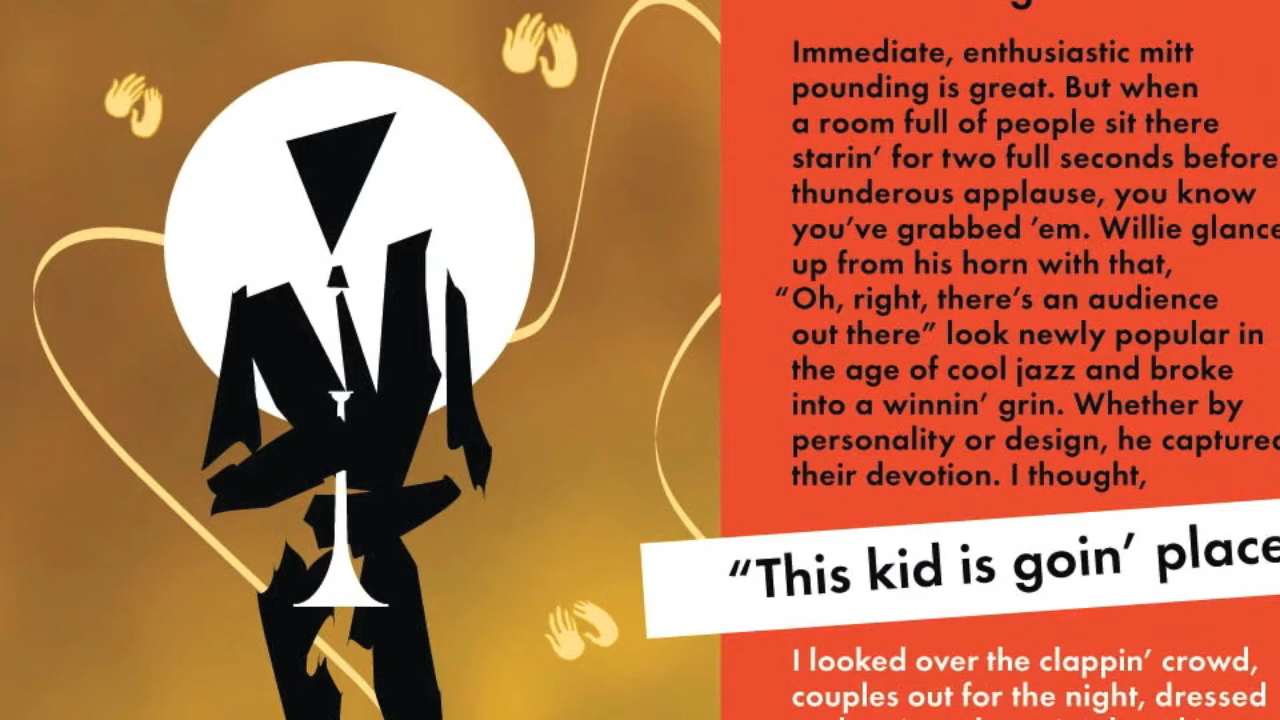 Immediate, enthusiastic mitt
pounding is great. But when
a room full of people sit there
starin’ for two full seconds before
thunderous applause, you know
you’ve grabbed ’em. Willie glance
up from his horn with that,
“Oh, right, there’s an audience
out there” look newly popular in
the age of cool jazz and broke
into a winnin’ grin. Whether by
personality or design, he captured
their devotion. I thought,
“This kid is goin’ place
I looked over the clappin’ crowd,
couples out for the night, dressed